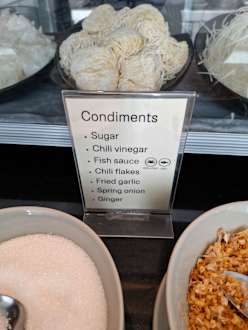 Condiments
• Sugar
• Chili vinegar
• Fish sauce
• Chili flakes
• Fried garlic
• Spring onion
• Ginger